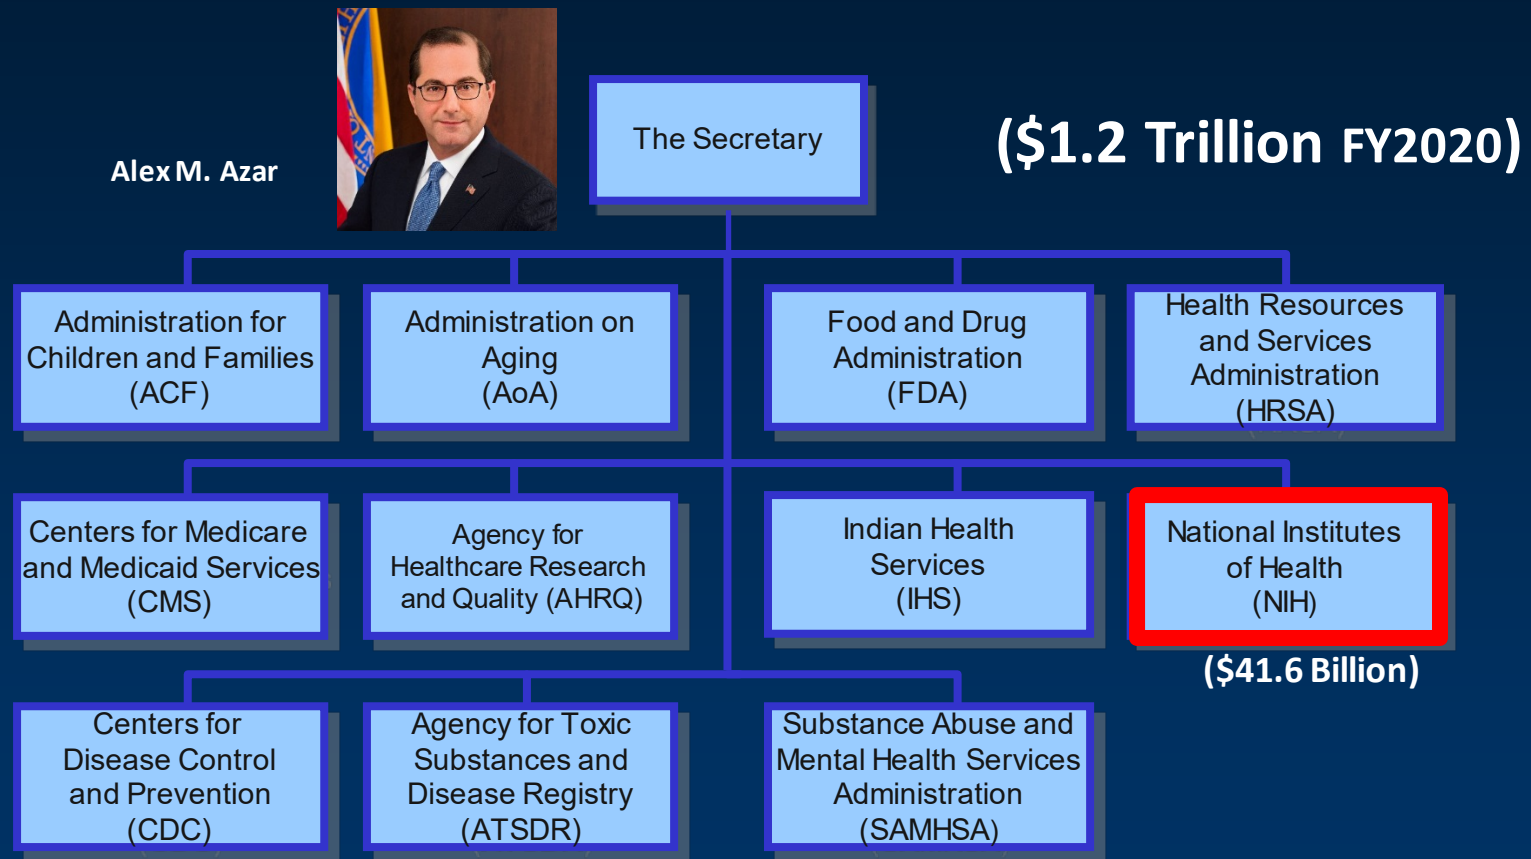 Alex M. Azar
The Secretary
($1.2 Trillion FY2020)
Administration for
Children and Families
(ACF)
Administration on
Aging
(AoA)
Food and Drug
Administration
(FDA)
Health Resources
and Services
Administration
(HRSA)
Centers for Medicare
and Medicaid Services
(CMS)
Agency for
Healthcare Research
and Quality (AHRQ)
Indian Health
Services
(IHS)
National Institutes
of Health
(NIH)
($41.6 Billion)
Centers for
Disease Control
and Prevention
(CDC)
Agency for Toxic
Substances and
Disease Registry
(ATSDR)
Substance Abuse and
Mental Health Services
Administration
(SAMHSA)